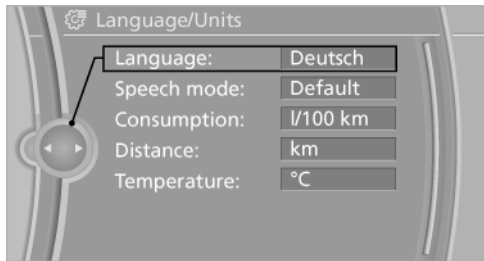 Language/Units
Language: Deutsch
Speech mode: Default
Consumption: l/100 km
Distance: km
Temperature: °C